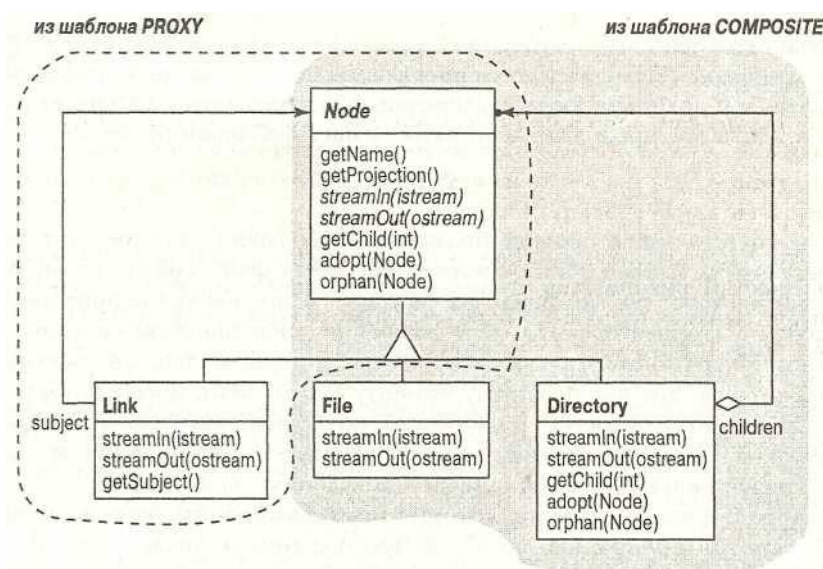 из шаблона PROXY
из шаблона COMPOSITE
Node
getName()
getProjection()
streamIn(istream)
streamOut(ostream)
getChild(int)
adopt(Node)
orphan(Node)
subject
Link
streamIn(istream)
streamOut(ostream)
getSubject()
File
streamIn(istream)
streamOut(ostream)
Directory
streamIn(istream)
streamOut(ostream)
getChild(int)
adopt(Node)
orphan(Node)
children